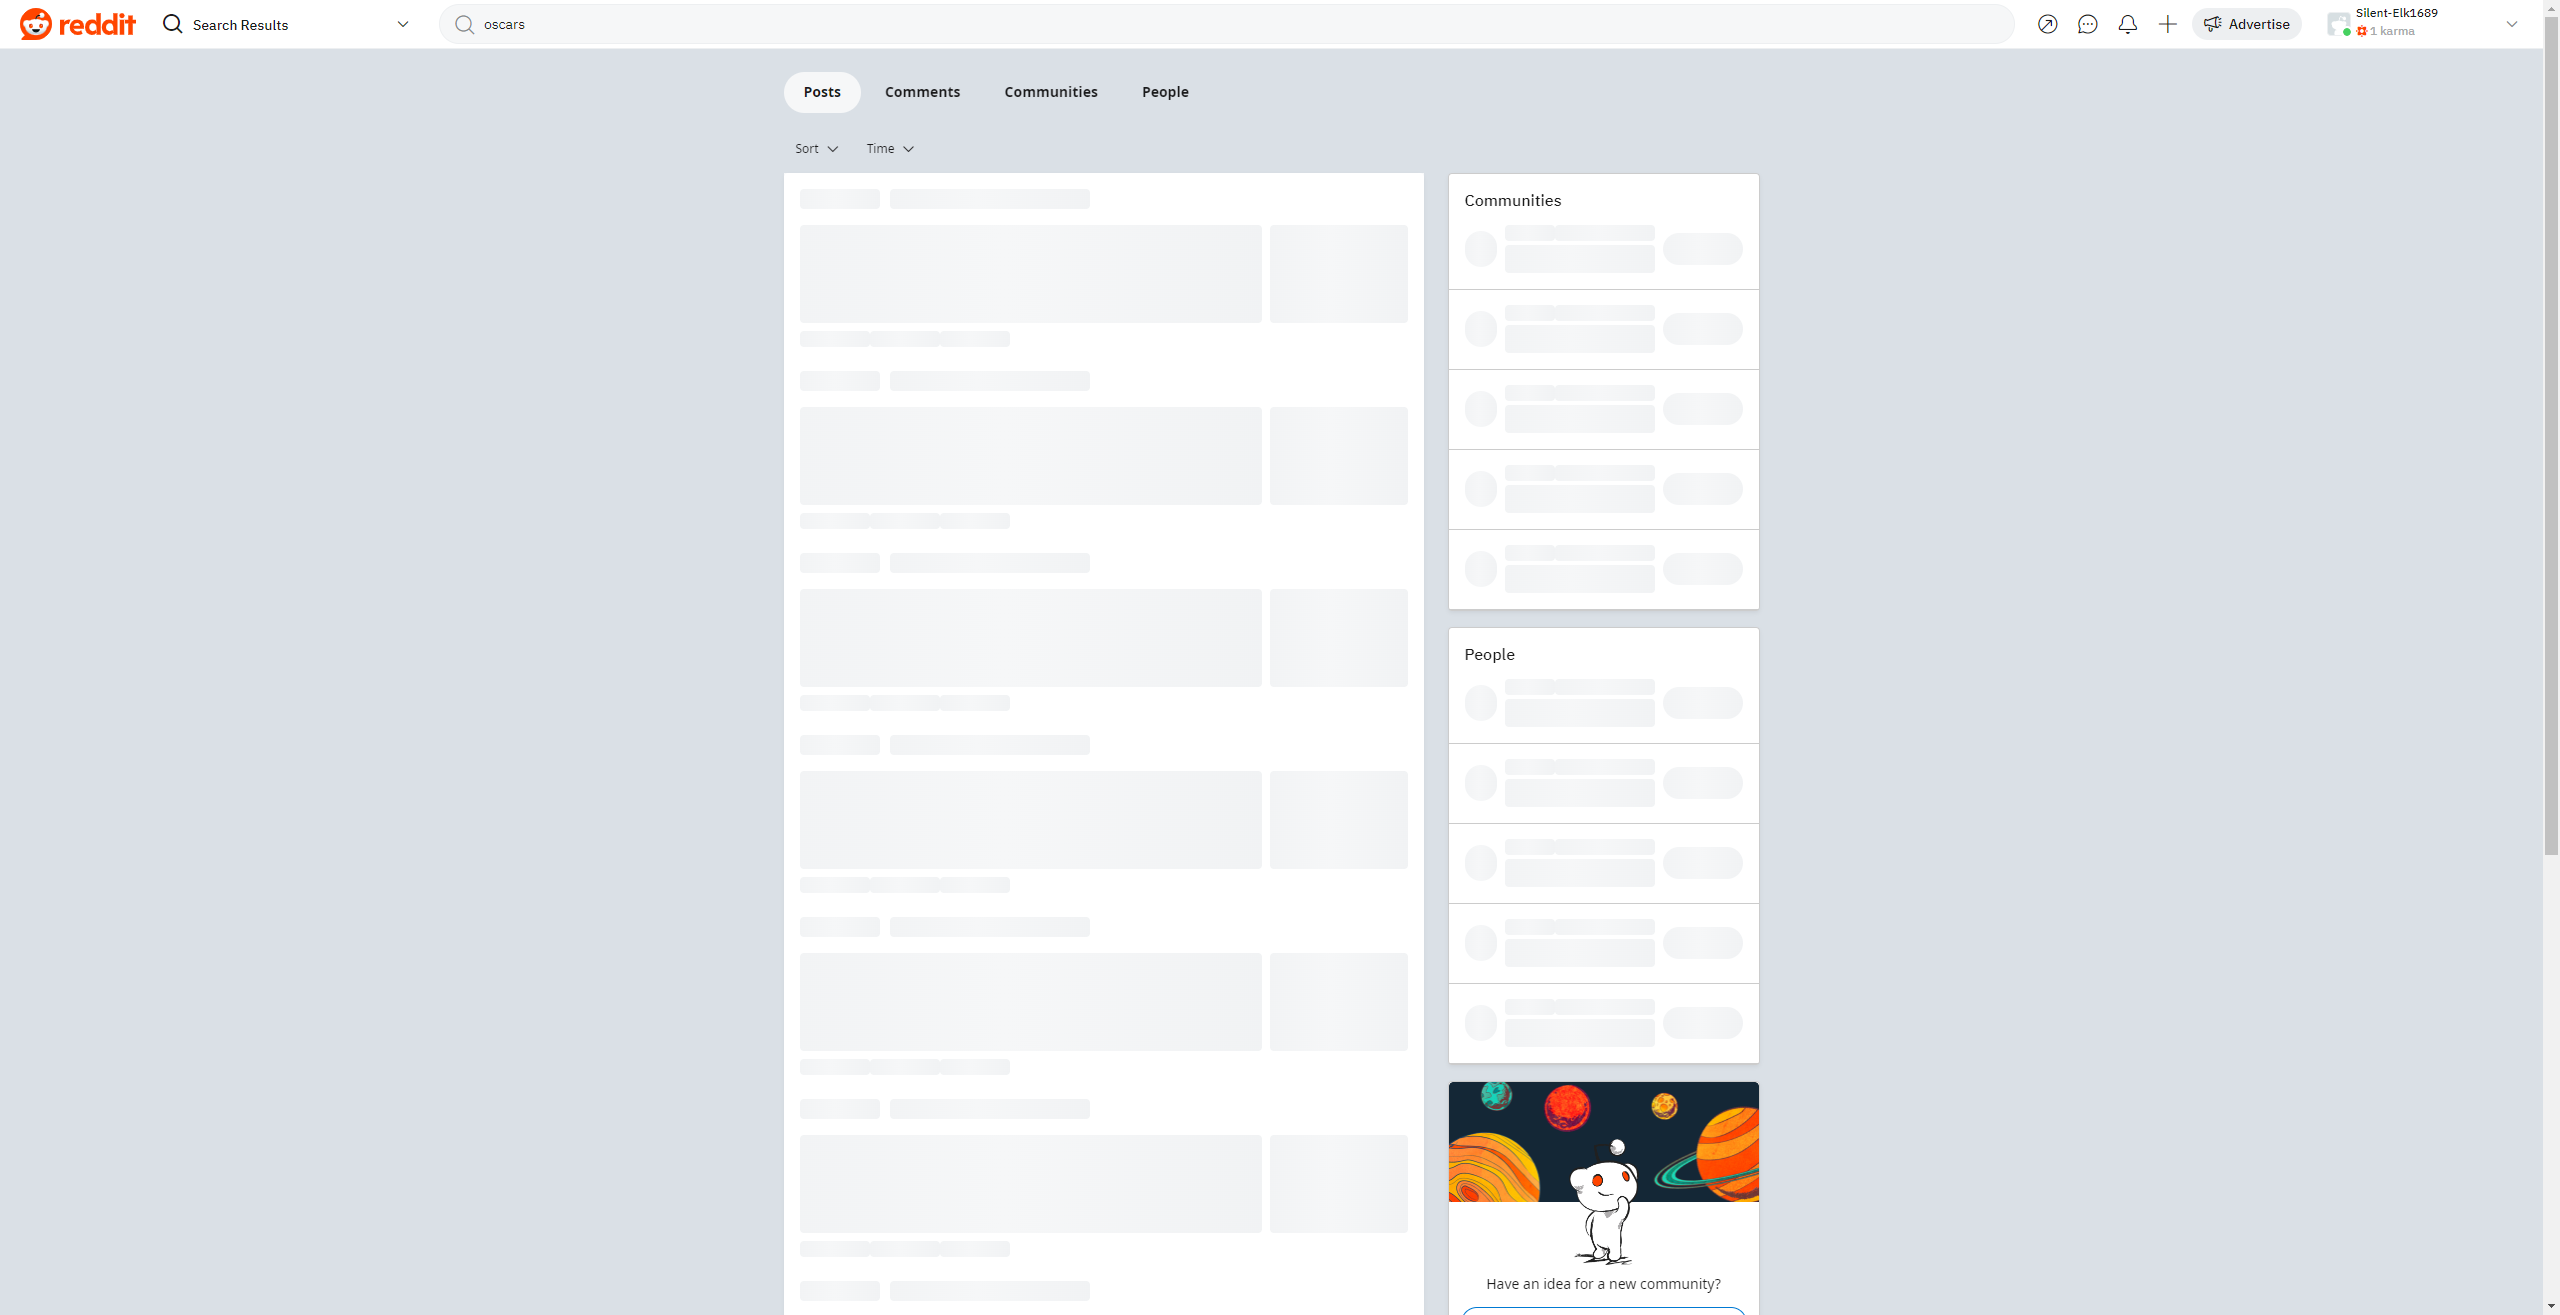 reddit
Search Results
oscars
Advertise
Silent-Elk1689
1 karma
Posts
Comments
Communities
People
Sort
Time
Communities
People
Have an idea for a new community?